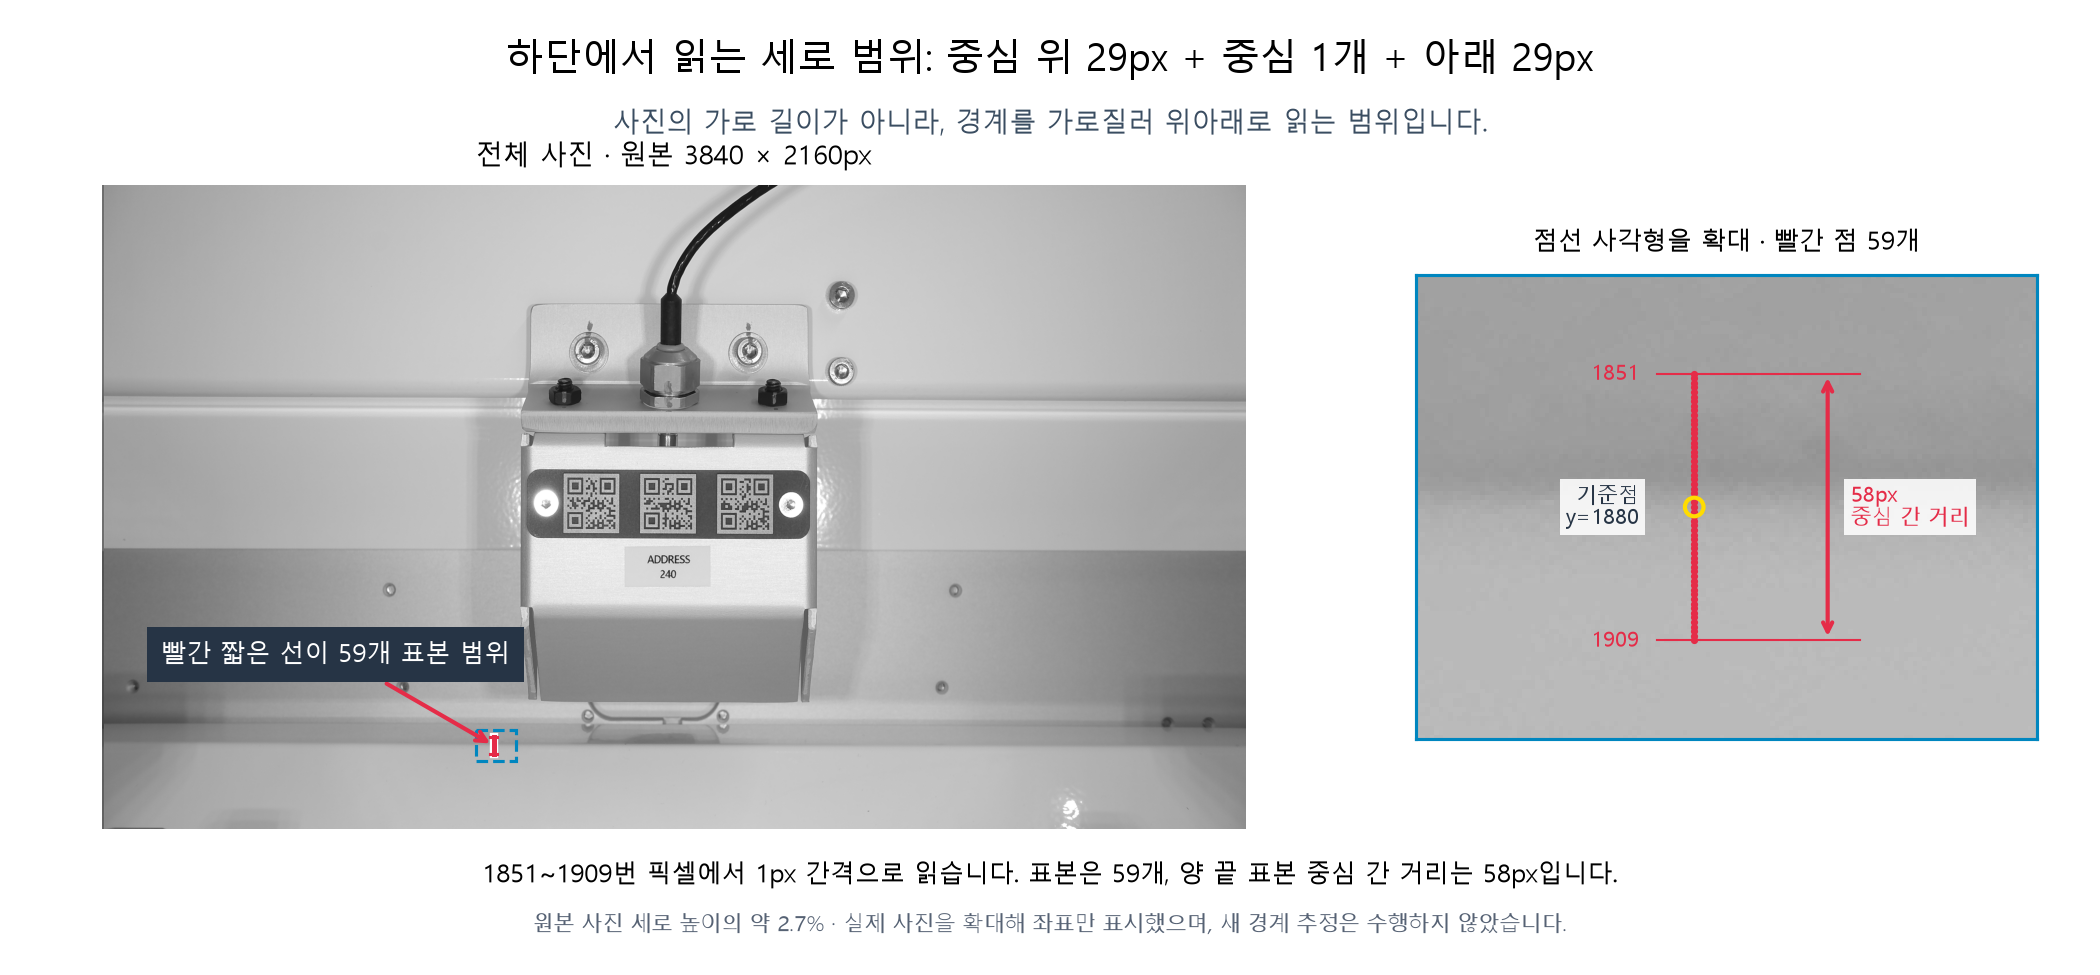 하단에서 읽는 세로 범위: 중심 위 29px + 중심 1개 + 아래 29px
사진의 가로 길이가 아니라, 경계를 가로질러 위아래로 읽는 범위입니다.
전체 사진 · 원본 3840 × 2160px
점선 사각형을 확대 · 빨간 점 59개
1851
기준점
y=1880
58px
중심 간 거리
1909
ADDRESS
240
빨간 짧은 선이 59개 표본 범위
1851~1909번 픽셀에서 1px 간격으로 읽습니다. 표본은 59개, 양 끝 표본 중심 간 거리는 58px입니다.
원본 사진 세로 높이의 약 2.7% · 실제 사진을 확대해 좌표만 표시했으며, 새 경계 추정은 수행하지 않았습니다.